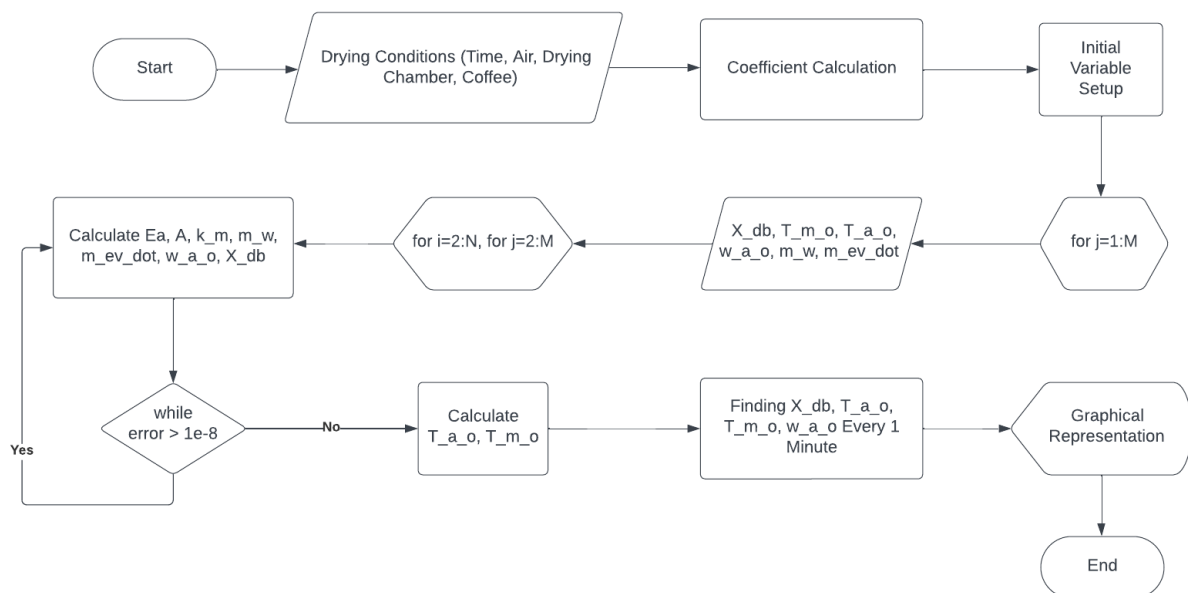 Start
Drying Conditions (Time, Air, Drying
Chamber, Coffee)
Coefficient Calculation
Initial
Variable
Setup
for j=1:M
X_db, T_m_o, T_a_o,
w_a_o, m_w, m_ev_dot
for i=2:N, for j=2:M
Calculate Ea, A, k_m, m_w,
m_ev_dot, w_a_o, X_db
while
error > 1e-8
Yes
No
Calculate
T_a_o, T_m_o
Finding X_db, T_a_o,
T_m_o, w_a_o Every 1
Minute
Graphical
Representation
End